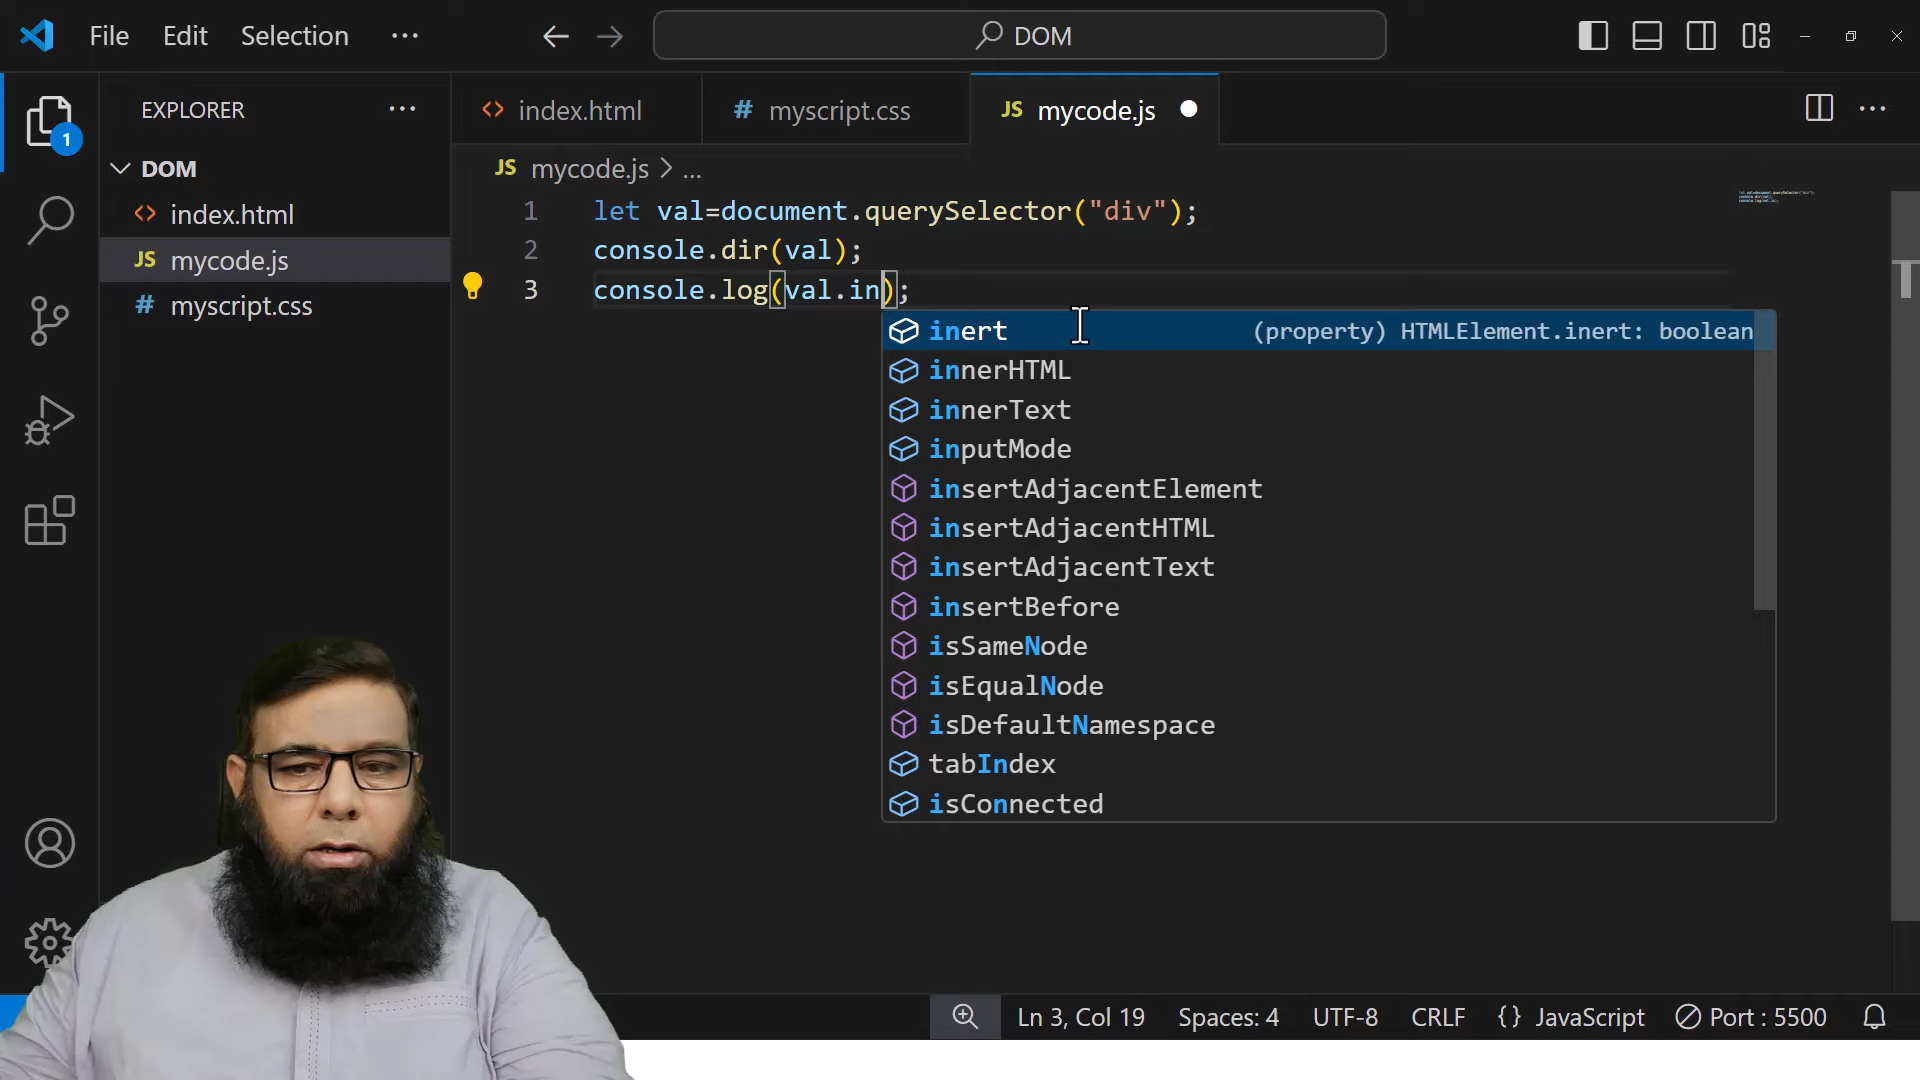 File Edit Selection ...
DOM
EXPLORER ...
index.html
myscript.css
mycode.js
...
1
DOM
index.html
mycode.js
myscript.css
mycode.js > ...
1 let val=document.querySelector("div");
2 console.dir(val);
3 console.log(val.in);
inert (property) HTMLElement.inert: boolean
innerHTML
innerText
inputMode
insertAdjacentElement
insertAdjacentHTML
insertAdjacentText
insertBefore
isSameNode
isEqualNode
isDefaultNamespace
tabIndex
isConnected
Ln 3, Col 19 Spaces: 4 UTF-8 CRLF {} JavaScript Port : 5500